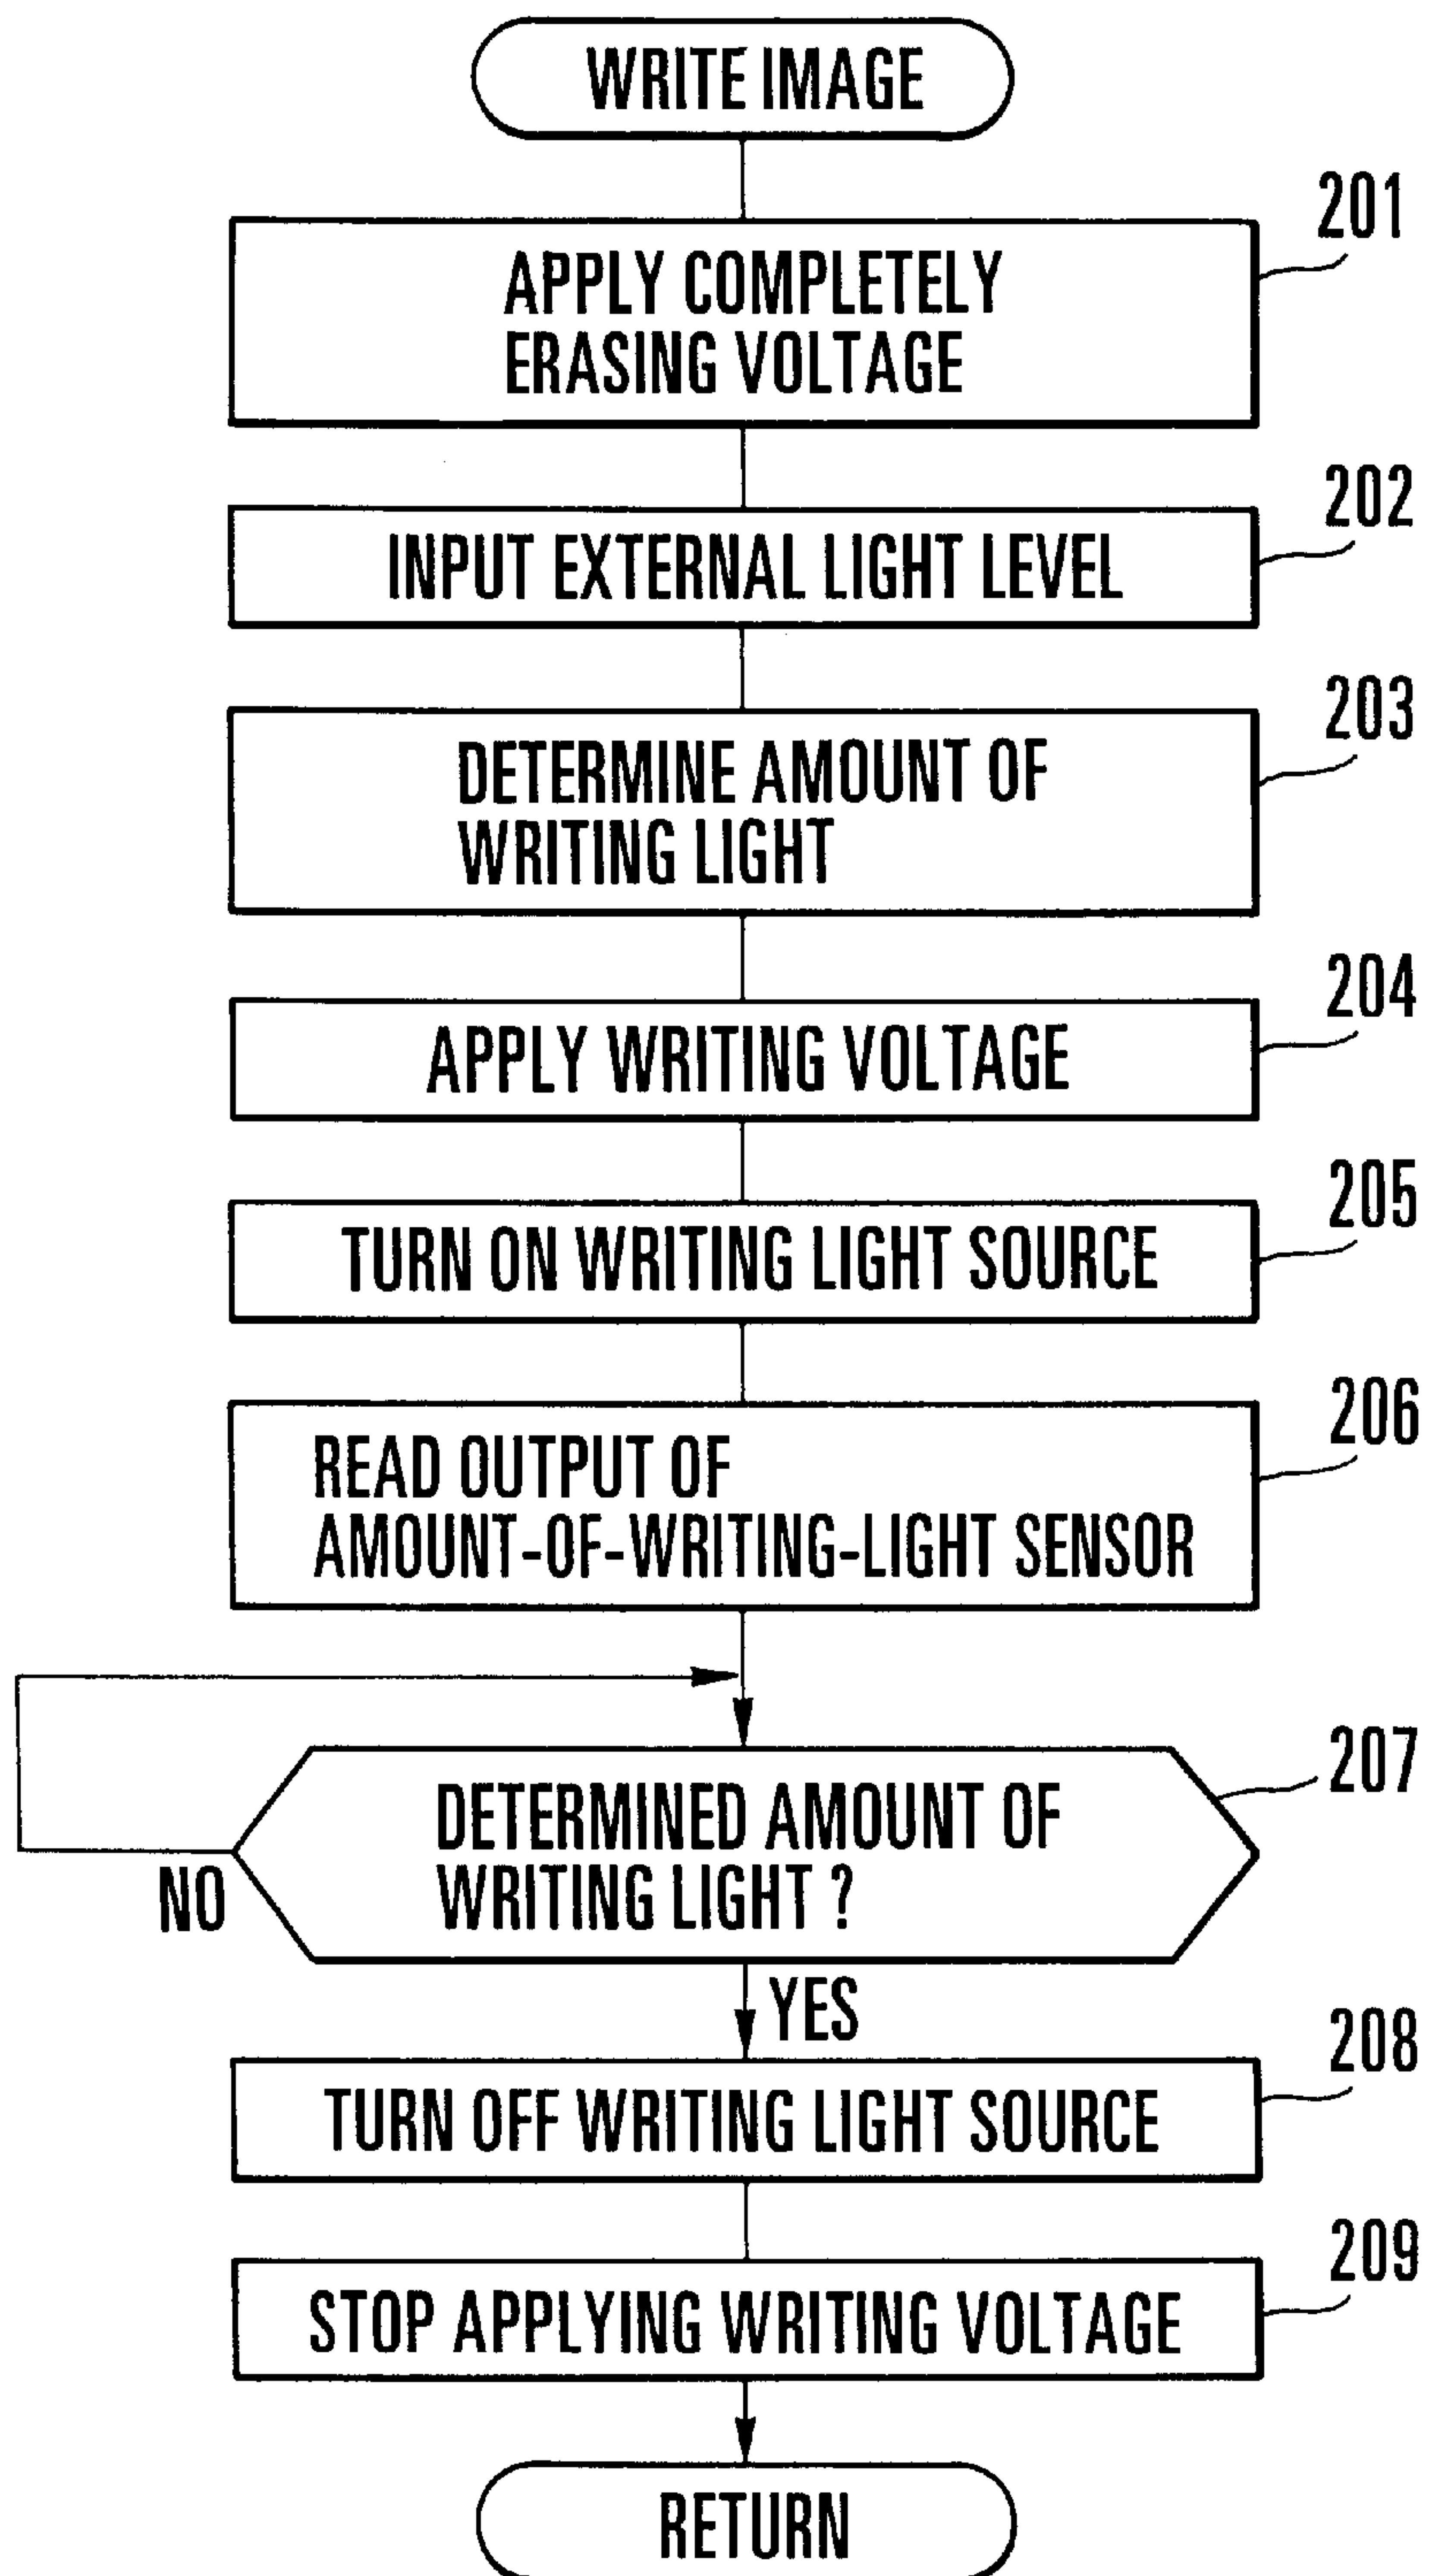 WRITE IMAGE
201
APPLY COMPLETELY
ERASING VOLTAGE
202
INPUT EXTERNAL LIGHT LEVEL
203
DETERMINE AMOUNT OF
WRITING LIGHT
204
APPLY WRITING VOLTAGE
205
TURN ON WRITING LIGHT SOURCE
206
READ OUTPUT OF
AMOUNT-OF-WRITING-LIGHT SENSOR
207
DETERMINED AMOUNT OF
WRITING LIGHT ?
NO
YES
208
TURN OFF WRITING LIGHT SOURCE
209
STOP APPLYING WRITING VOLTAGE
RETURN